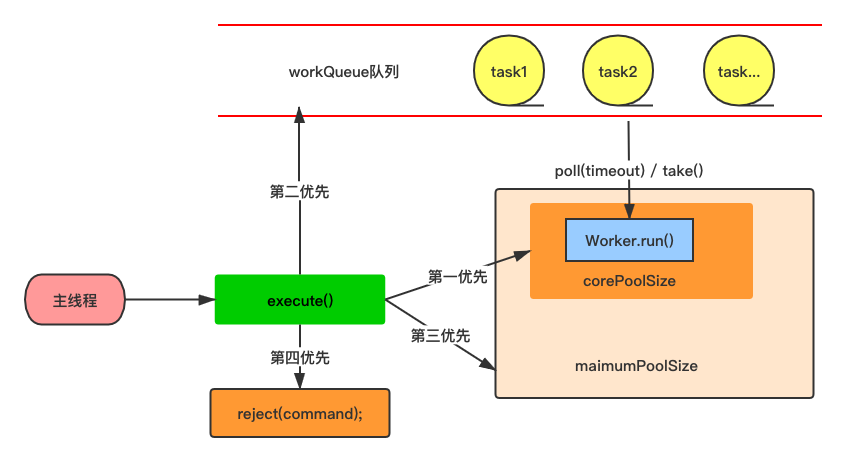 workQueue队列
task1
task2
task...
poll(timeout) / take()
第二优先
Worker.run()
第一优先
corePoolSize
主线程
execute()
第三优先
第四优先
maimumPoolSize
reject(command);